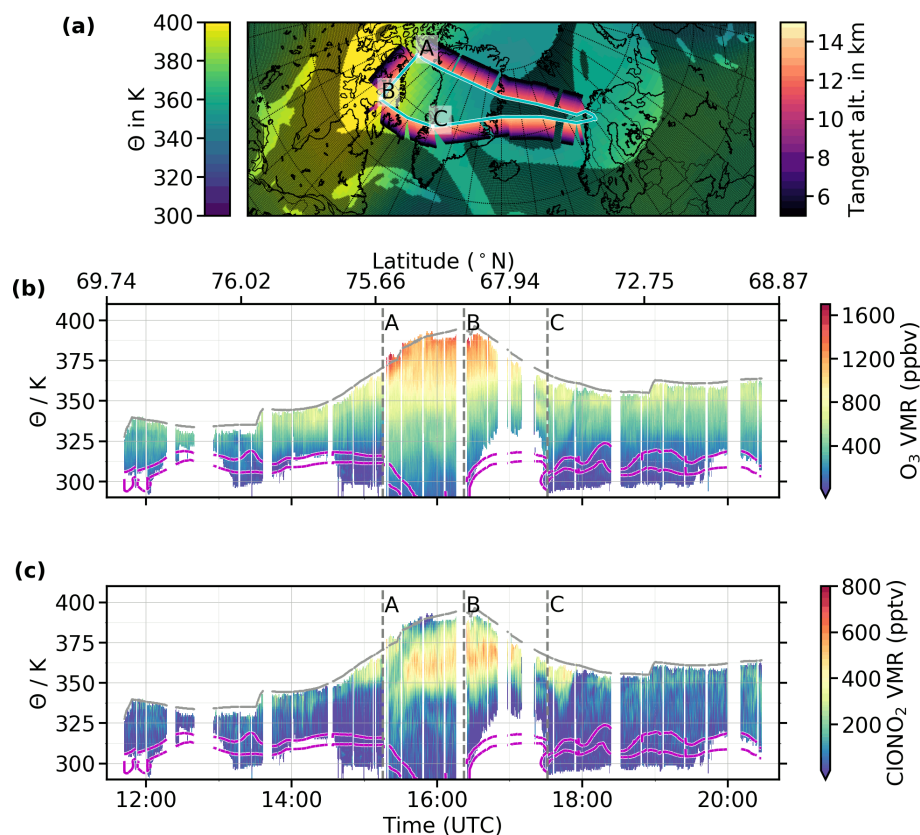 (a)
400
380
360
340
320
300
Θ in K
A
B
C
14
12
10
8
6
Tangent alt. in km
(b)
Latitude (°N)
69.74 76.02 75.66 67.94 72.75 68.87
400
375
350
325
300
Θ / K
A B C
1600
1200
800
400
O₃ VMR (ppbv)
(c)
400
375
350
325
300
Θ / K
A B C
800
600
400
200
ClONO₂ VMR (pptv)
12:00 14:00 16:00 18:00 20:00
Time (UTC)